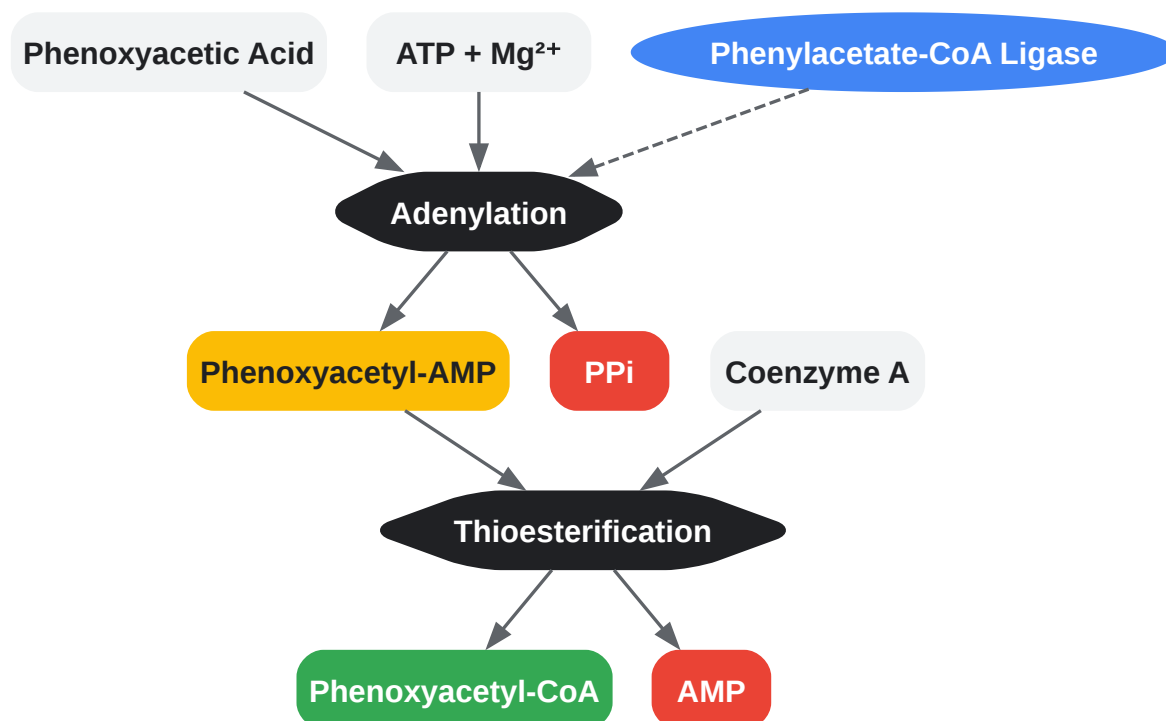 Phenoxyacetic Acid
ATP + Mg²⁺
Phenylacetate-CoA Ligase
Adenylation
Phenoxyacetyl-AMP
PPi
Coenzyme A
Thioesterification
Phenoxyacetyl-CoA
AMP